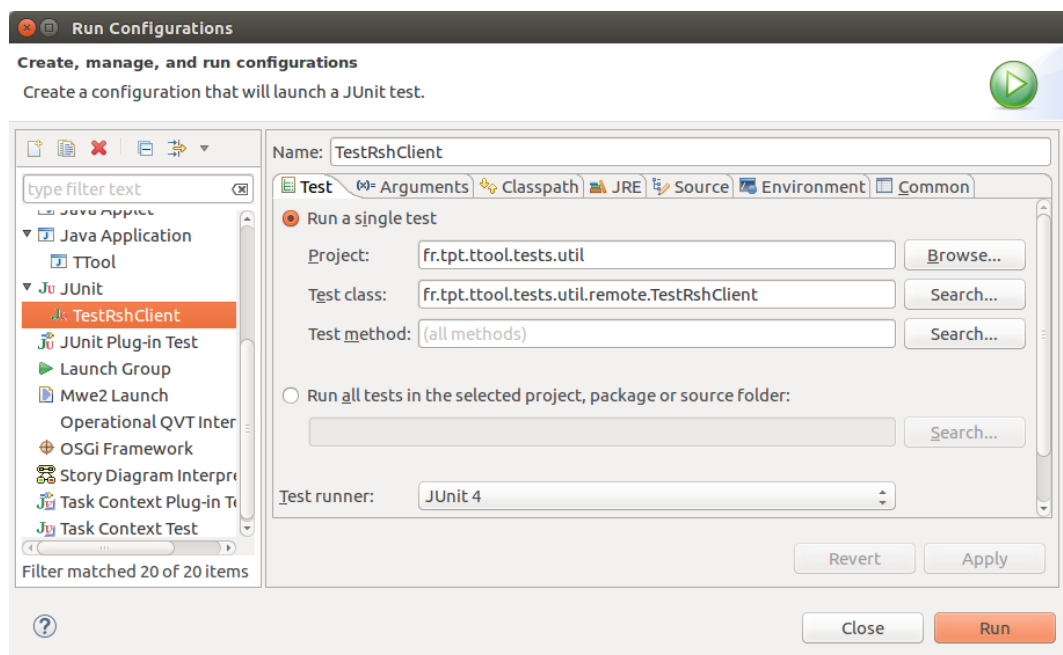 Run Configurations
Create, manage, and run configurations
Create a configuration that will launch a JUnit test.
type filter text
Java Applet
Java Application
TTool
JUnit
TestRshClient
JUnit Plug-in Test
Launch Group
Mwe2 Launch
Operational QVT Inter
OSGi Framework
Story Diagram Interpre
Task Context Plug-in Te
Task Context Test
Filter matched 20 of 20 items
Name: TestRshClient
Test Arguments Classpath JRE Source Environment Common
Run a single test
Project: fr.tpt.ttool.tests.util Browse...
Test class: fr.tpt.ttool.tests.util.remote.TestRshClient Search...
Test method: (all methods) Search...
Run all tests in the selected project, package or source folder:
Search...
Test runner: JUnit 4
Revert Apply
Close Run